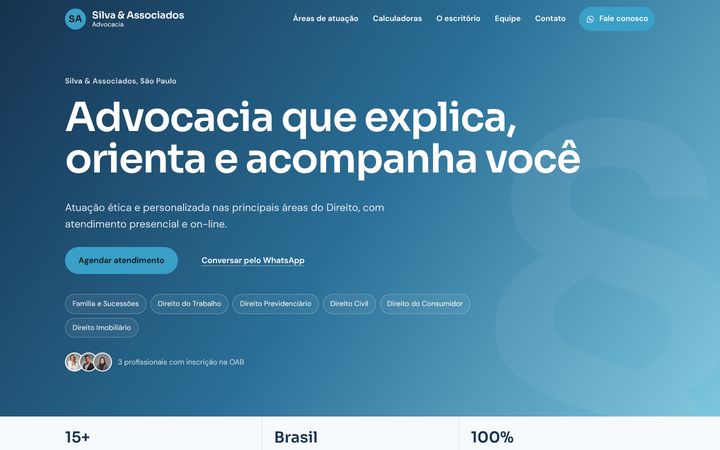 SA
Silva & Associados
Advocacia
Áreas de atuação
Calculadoras
O escritório
Equipe
Contato
Fale conosco
Silva & Associados, São Paulo
Advocacia que explica,
orienta e acompanha você
Atuação ética e personalizada nas principais áreas do Direito, com
atendimento presencial e on-line.
Agendar atendimento
Conversar pelo WhatsApp
Família e Sucessões
Direito do Trabalho
Direito Previdenciário
Direito Civil
Direito do Consumidor
Direito Imobiliário
3 profissionais com inscrição na OAB
15+
Brasil
100%